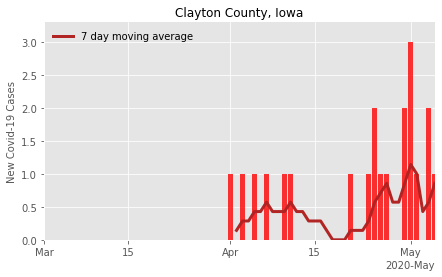 Clayton County, Iowa
7 day moving average
New Covid-19 Cases
3.0
2.5
2.0
1.5
1.0
0.5
0.0
Mar 15 Apr 15 May
2020-May